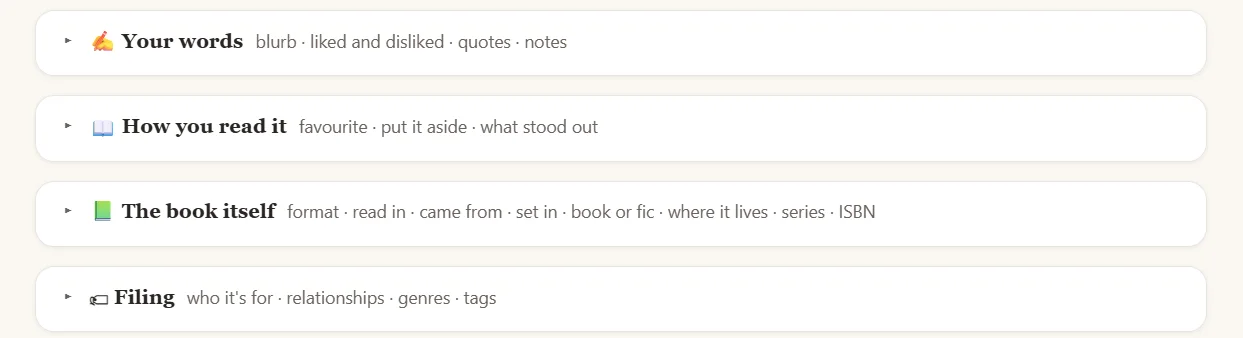 Your words blurb · liked and disliked · quotes · notes
How you read it favourite · put it aside · what stood out
The book itself format · read in · came from · set in · book or fic · where it lives · series · ISBN
Filing who it's for · relationships · genres · tags